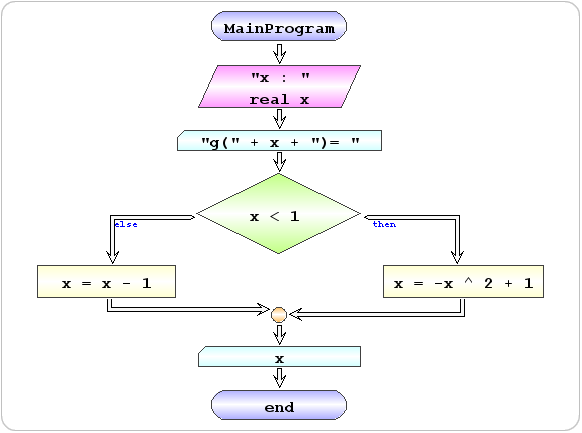 MainProgram
"x : "
real x
"g(" + x + ")= "
x < 1
else
then
x = x - 1
x = -x ^ 2 + 1
x
end